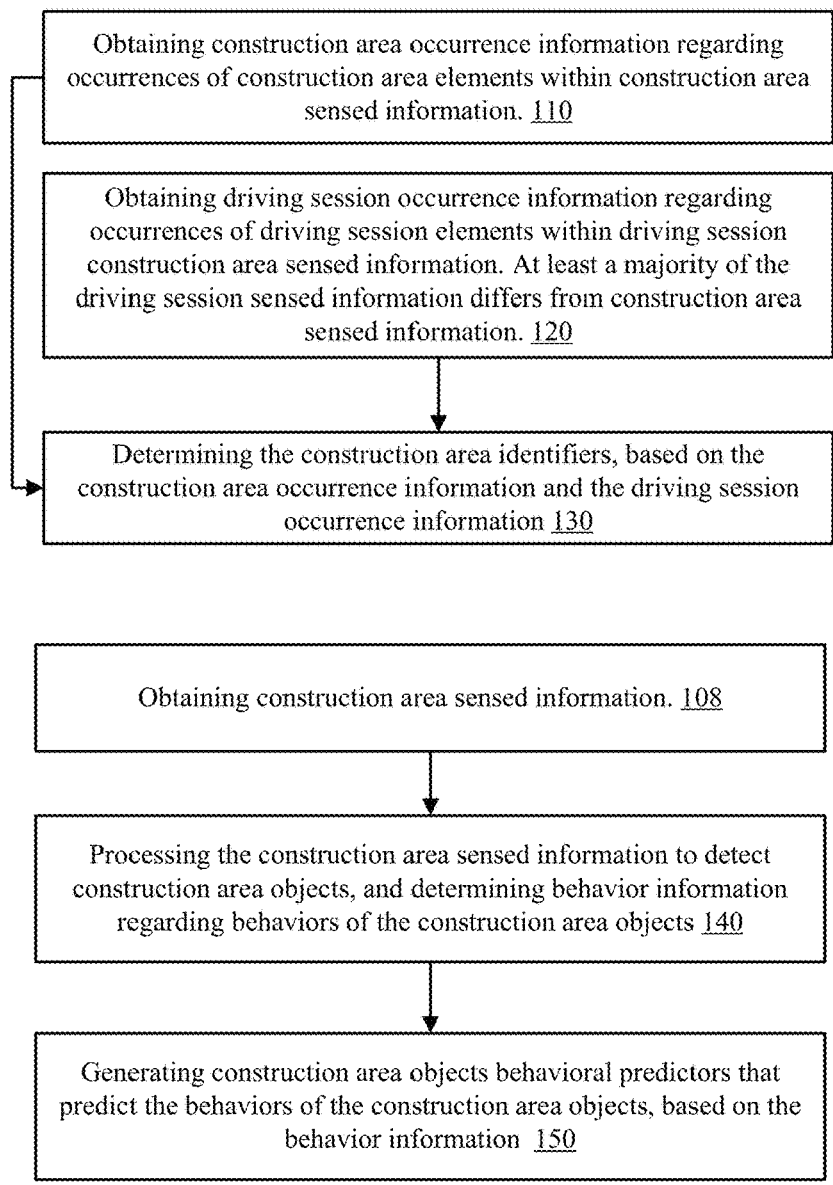 Obtaining construction area occurrence information regarding
occurrences of construction area elements within construction area
sensed information. 110
Obtaining driving session occurrence information regarding
occurrences of driving session elements within driving session
construction area sensed information. At least a majority of the
driving session sensed information differs from construction area
sensed information. 120
Determining the construction area identifiers, based on the
construction area occurrence information and the driving session
occurrence information 130
Obtaining construction area sensed information. 108
Processing the construction area sensed information to detect
construction area objects, and determining behavior information
regarding behaviors of the construction area objects 140
Generating construction area objects behavioral predictors that
predict the behaviors of the construction area objects, based on the
behavior information 150